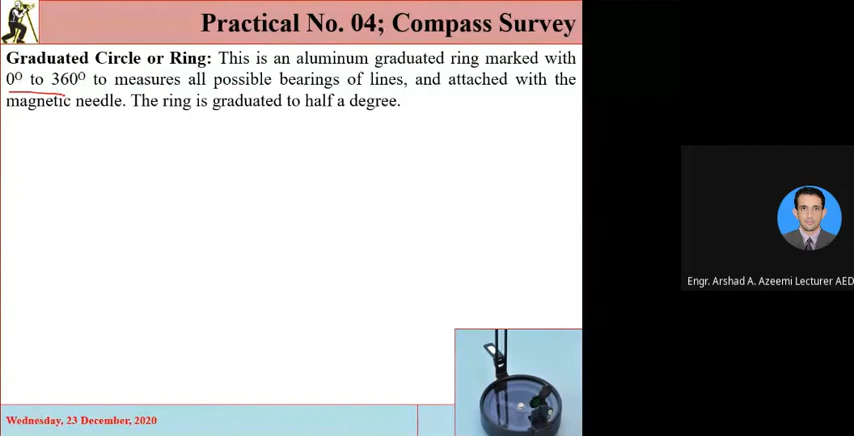 Practical No. 04; Compass Survey
Graduated Circle or Ring: This is an aluminum graduated ring marked with
0⁰ to 360⁰ to measures all possible bearings of lines, and attached with the
magnetic needle. The ring is graduated to half a degree.
Engr. Arshad A. Azeemi Lecturer AED
Wednesday, 23 December, 2020